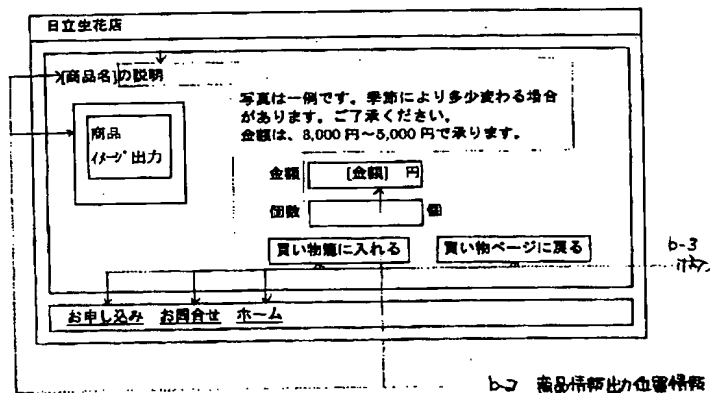 日立生花店
[商品名]の説明
写真は一例です。季節により多少変わる場合
があります。ご了承ください。
金額は、3,000円～5,000円で承ります。
商品
ｲﾒｰｼﾞ出力
金額 [金額] 円
個数 個
買い物籠に入れる 買い物ページに戻る
b-3
お申し込み お問合せ ホーム
b-2 商品情報出力位置情報